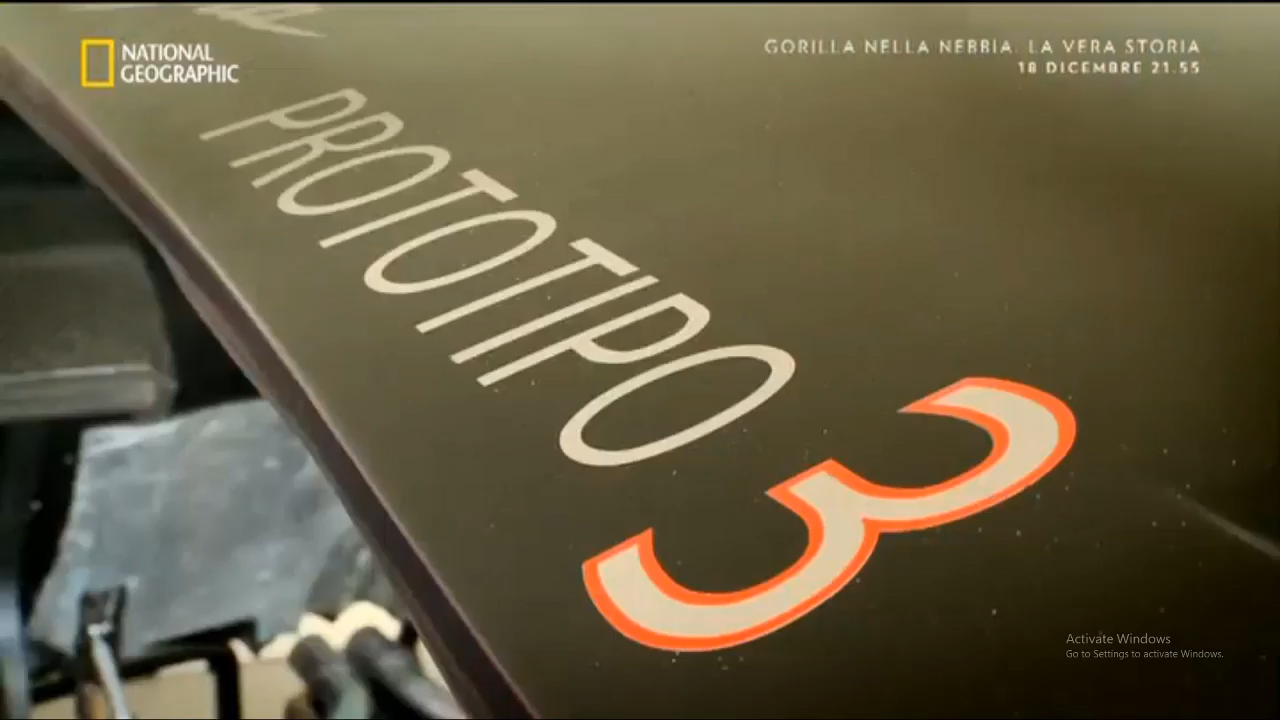 NATIONAL
GEOGRAPHIC
GORILLA NELLA NEBBIA. LA VERA STORIA
18 DICEMBRE 21.55
PROTOTIPO
3
Activate Windows
Go to Settings to activate Windows.